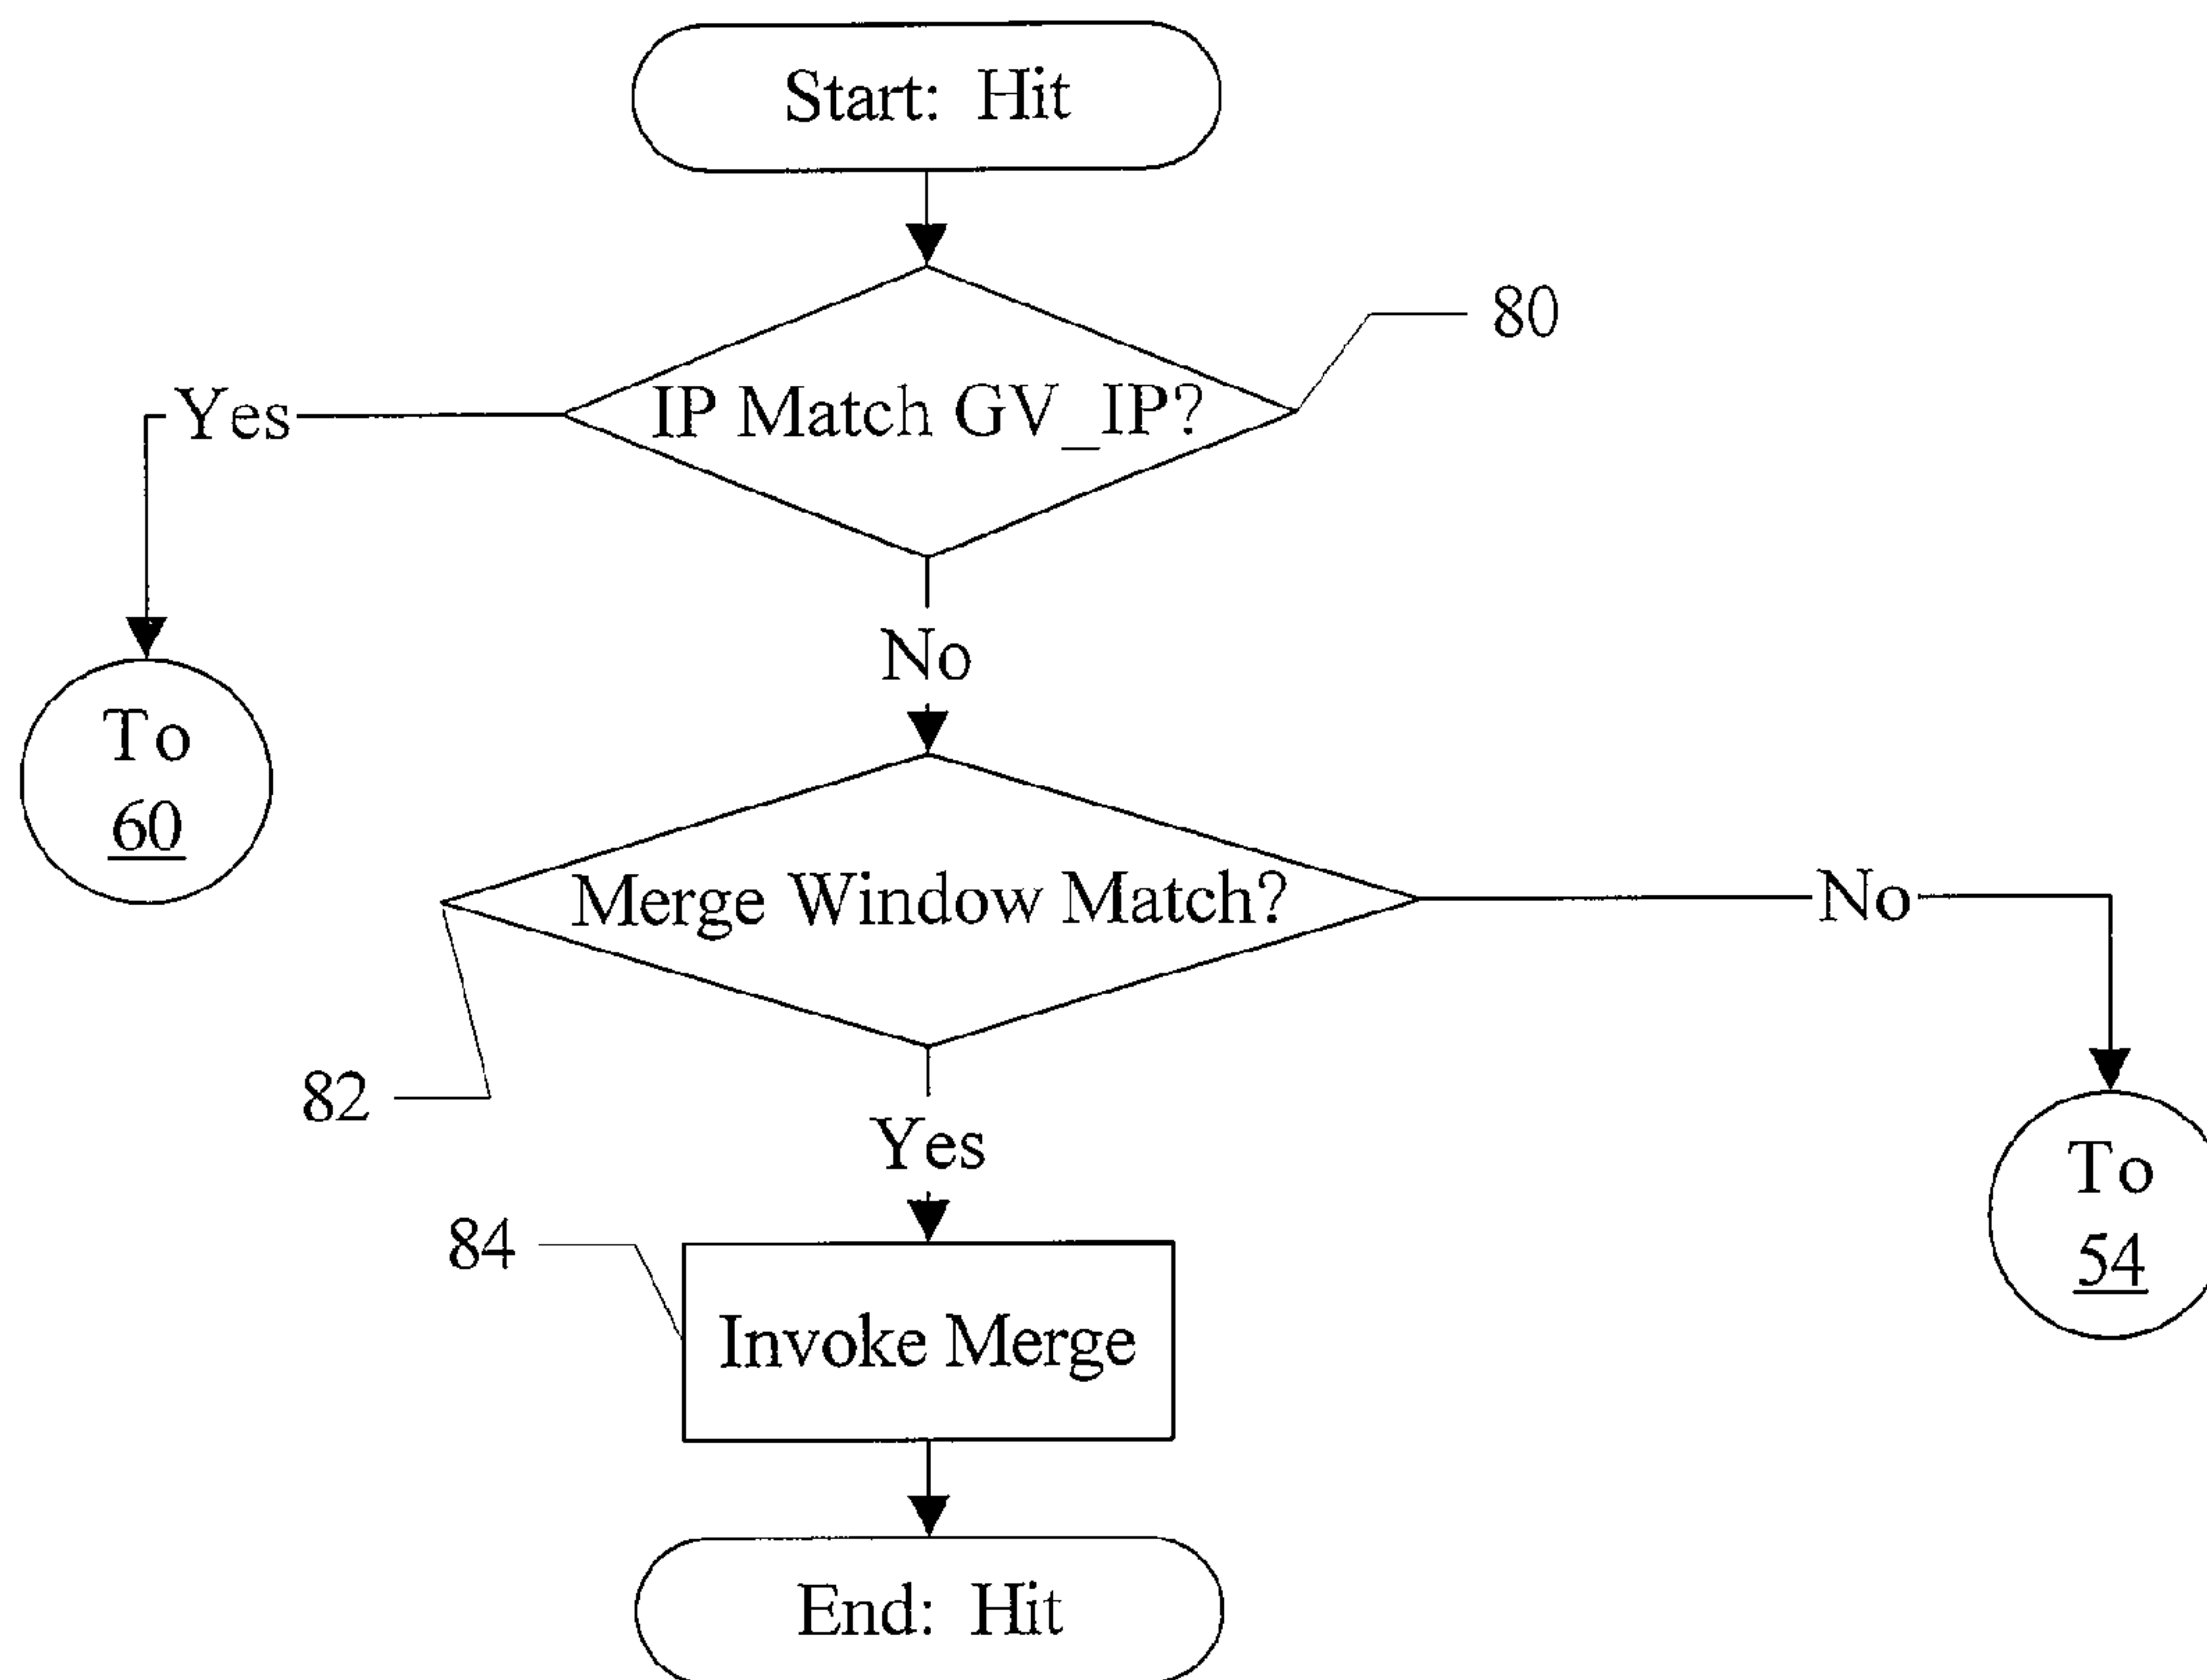 Start: Hit
80
IP Match GV_IP?
Yes
No
To
60
Merge Window Match?
No
82
Yes
To
54
84
Invoke Merge
End: Hit